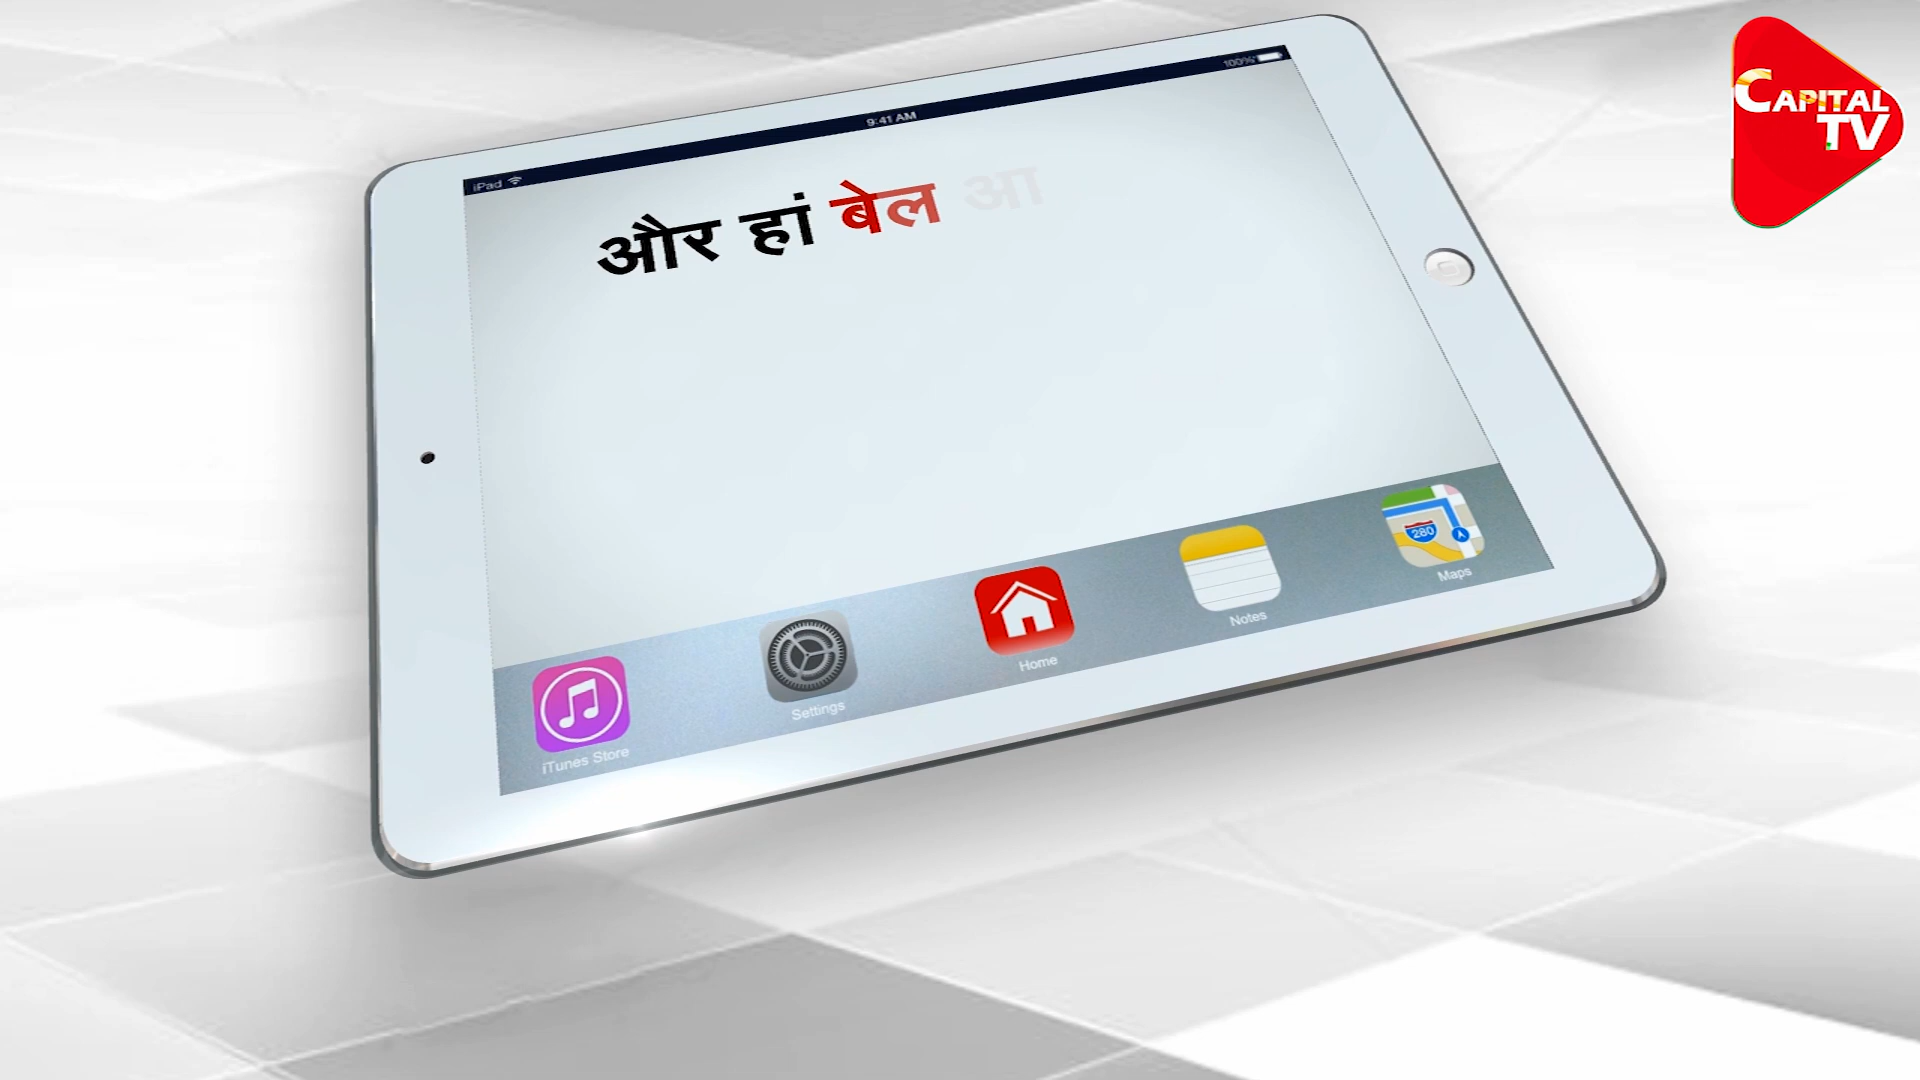 CAPITAL
TV
iPad
9:41 AM
100%
और हां बेल आ
280
iTunes Store
Settings
Home
Notes
Maps